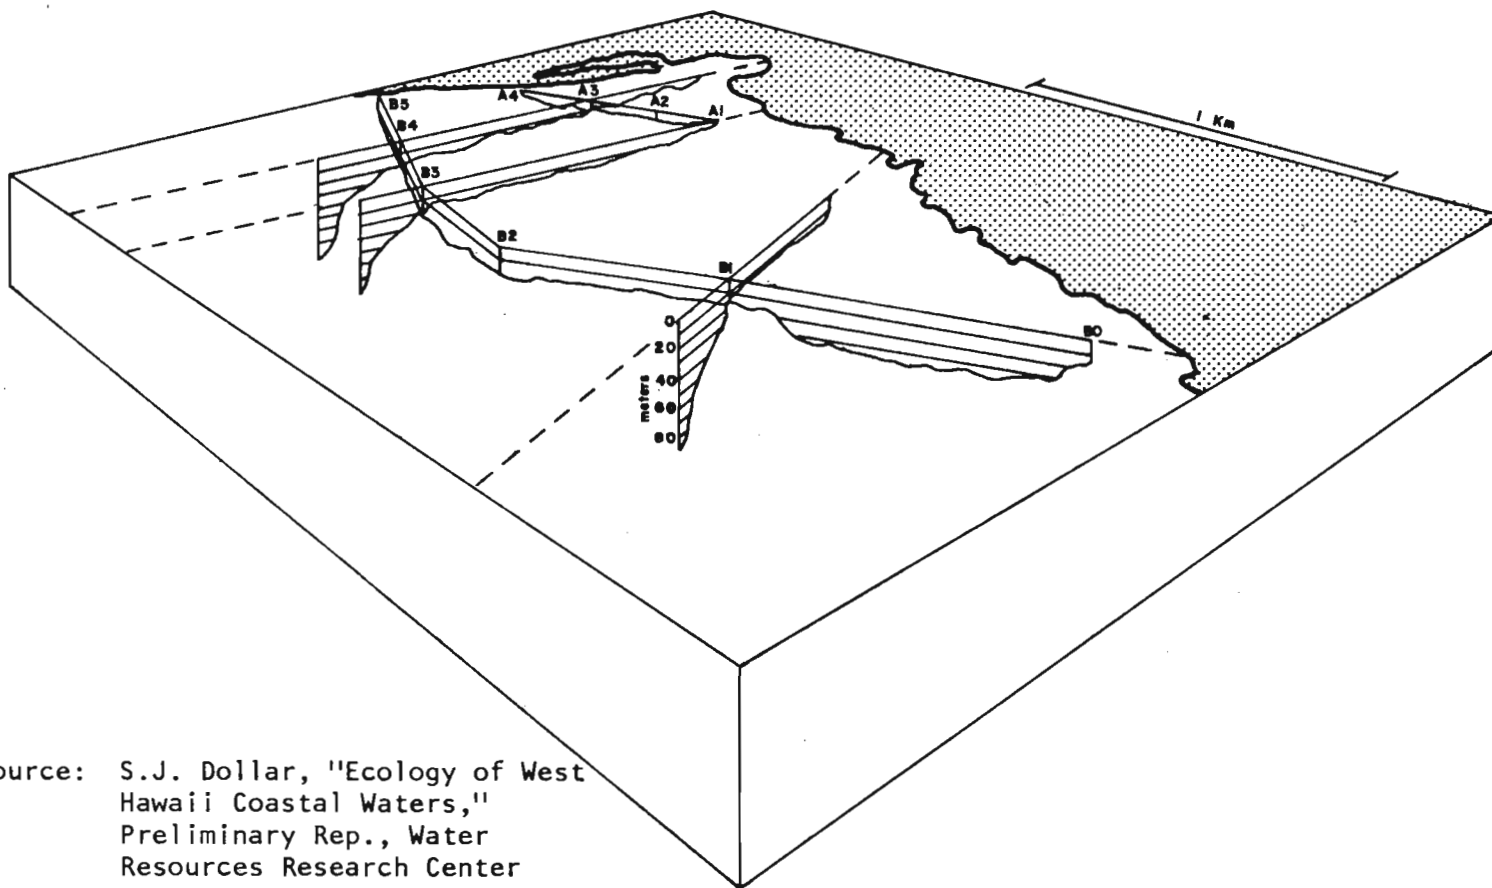 1 Km
A4
A3
A2
A1
B5
B4
B3
B2
B1
B0
0
20
40
60
80
meters
ource: S.J. Dollar, "Ecology of West
Hawaii Coastal Waters,"
Preliminary Rep., Water
Resources Research Center